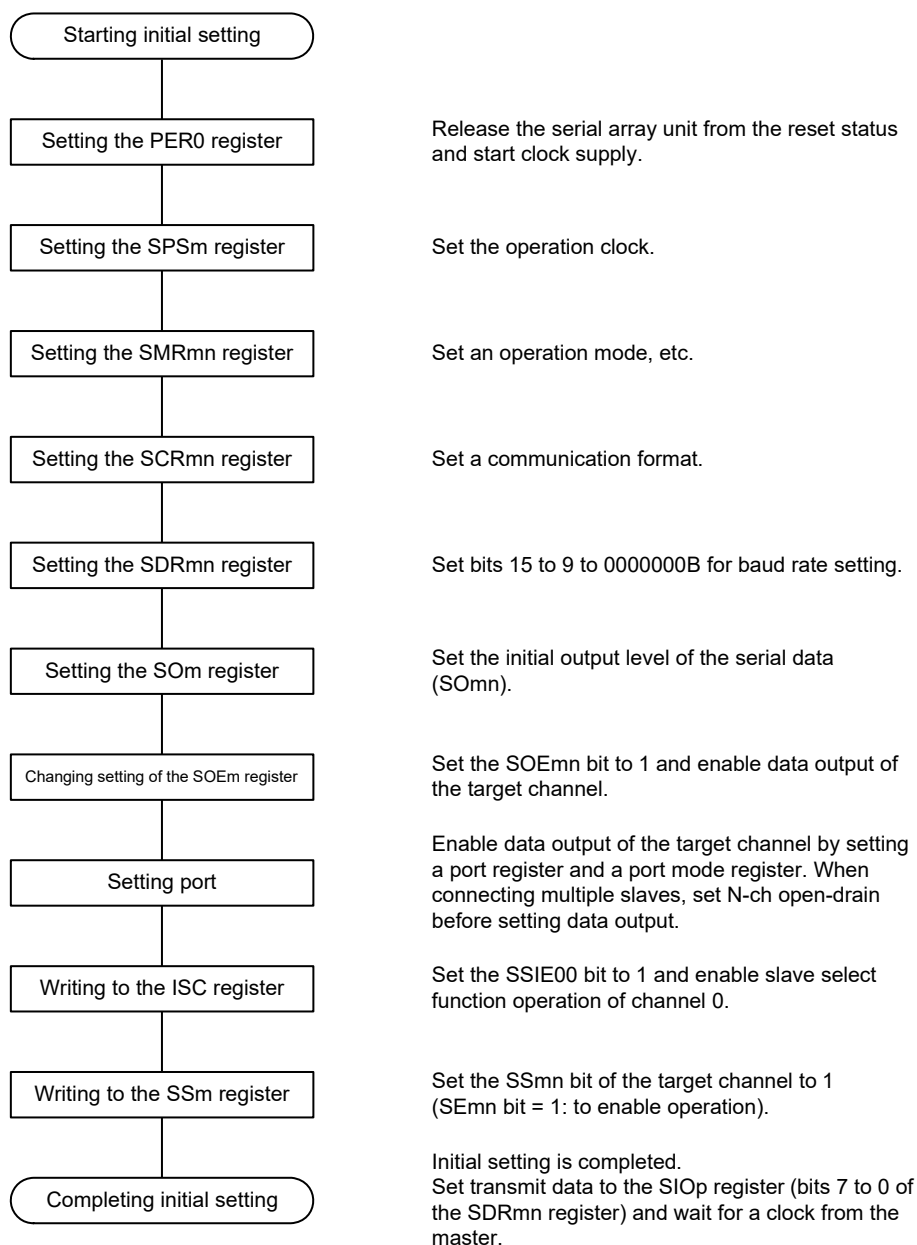 Starting initial setting
Setting the PER0 register
Release the serial array unit from the reset status
and start clock supply.
Setting the SPSm register
Set the operation clock.
Setting the SMRmn register
Set an operation mode, etc.
Setting the SCRmn register
Set a communication format.
Setting the SDRmn register
Set bits 15 to 9 to 0000000B for baud rate setting.
Setting the SOm register
Set the initial output level of the serial data
(SOmn).
Changing setting of the SOEm register
Set the SOEmn bit to 1 and enable data output of
the target channel.
Setting port
Enable data output of the target channel by setting
a port register and a port mode register. When
connecting multiple slaves, set N-ch open-drain
before setting data output.
Writing to the ISC register
Set the SSIE00 bit to 1 and enable slave select
function operation of channel 0.
Writing to the SSm register
Set the SSmn bit of the target channel to 1
(SEmn bit = 1: to enable operation).
Completing initial setting
Initial setting is completed.
Set transmit data to the SIOp register (bits 7 to 0 of
the SDRmn register) and wait for a clock from the
master.